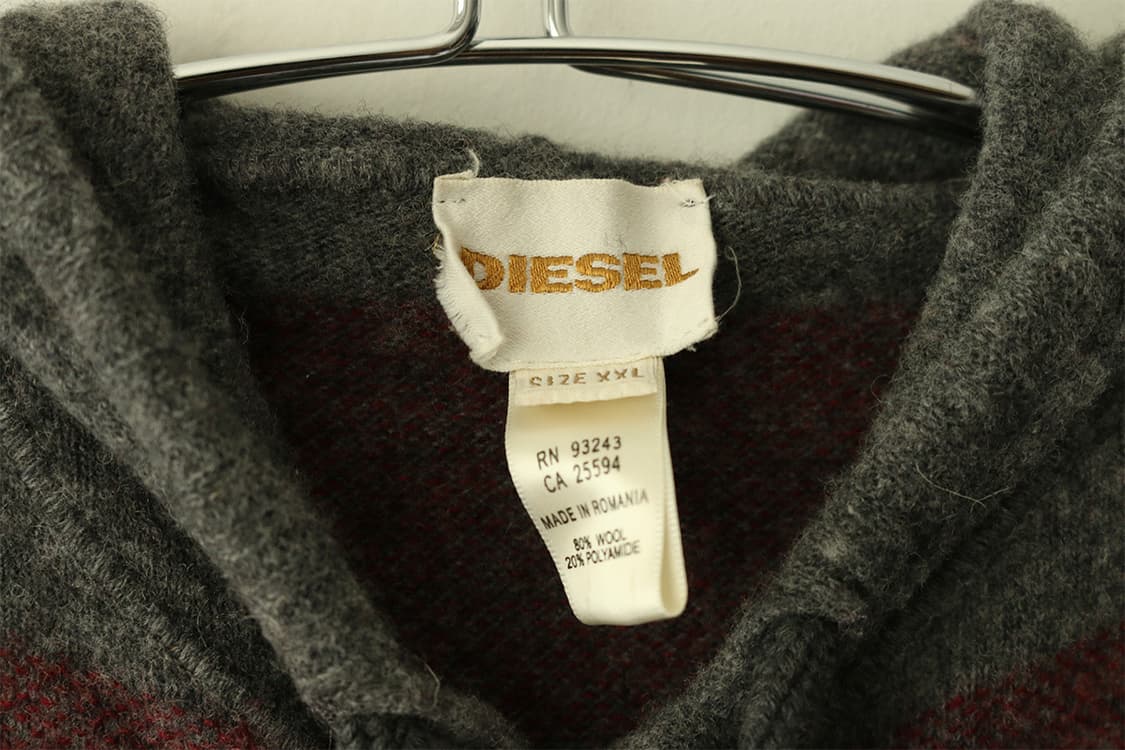 DIESEL
SIZE XXL
RN 93243
CA 25594
MADE IN ROMANIA
80% WOOL
20% POLYAMIDE